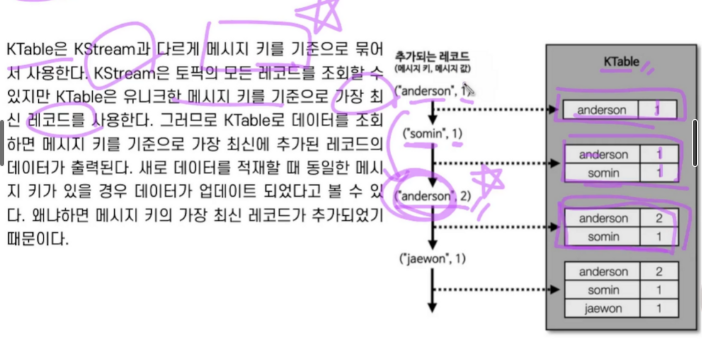 KTable은 KStream과 다르게 메시지 키를 기준으로 묶어
서 사용한다. KStream은 토픽의 모든 레코드를 조회할 수
있지만 KTable은 유니크한 메시지 키를 기준으로 가장 최
신 레코드를 사용한다. 그러므로 KTable로 데이터를 조회
하면 메시지 키를 기준으로 가장 최신에 추가된 레코드의
데이터가 출력된다. 새로 데이터를 적재할 때 동일한 메시
지 키가 있을 경우 데이터가 업데이트 되었다고 볼 수 있
다. 왜냐하면 메시지 키의 가장 최신 레코드가 추가되었기
때문이다.
추가되는 레코드
(메시지 키, 메시지 값)
("anderson", 1)
("somin", 1)
("anderson", 2)
("jaewon", 1)
KTable
anderson 1
anderson 1
somin 1
anderson 2
somin 1
anderson 2
somin 1
jaewon 1